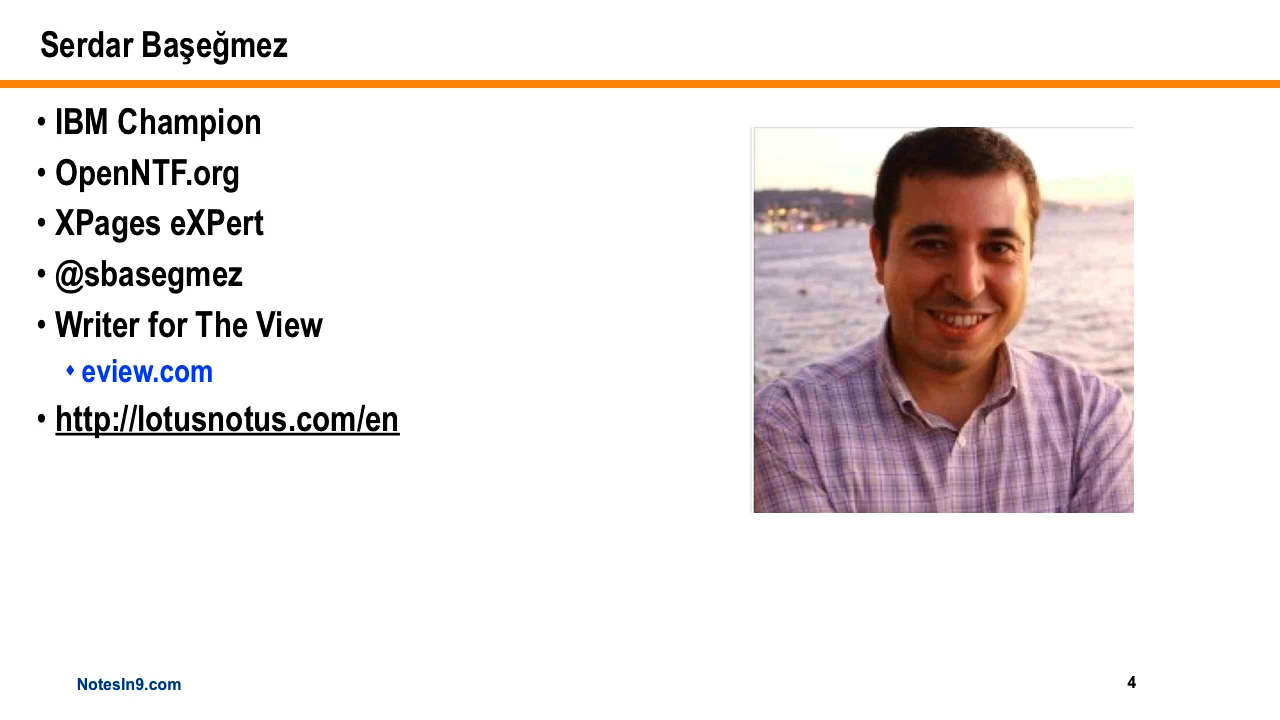 Serdar Başeğmez
• IBM Champion
• OpenNTF.org
• XPages eXPert
• @sbasegmez
• Writer for The View
♦ eview.com
• http://lotusnotus.com/en
NotesIn9.com
4